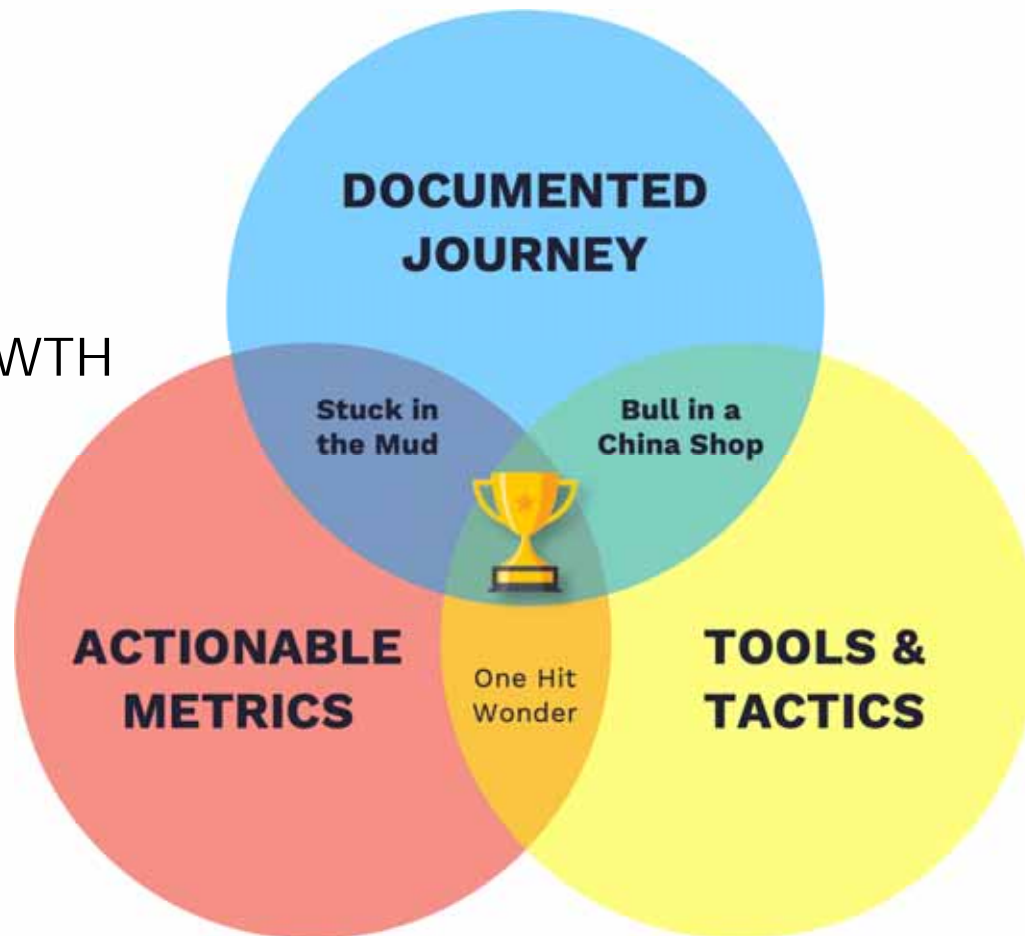 DOCUMENTED
JOURNEY
WTH
Stuck in
the Mud
Bull in a
China Shop
ACTIONABLE
METRICS
One Hit
Wonder
TOOLS &
TACTICS